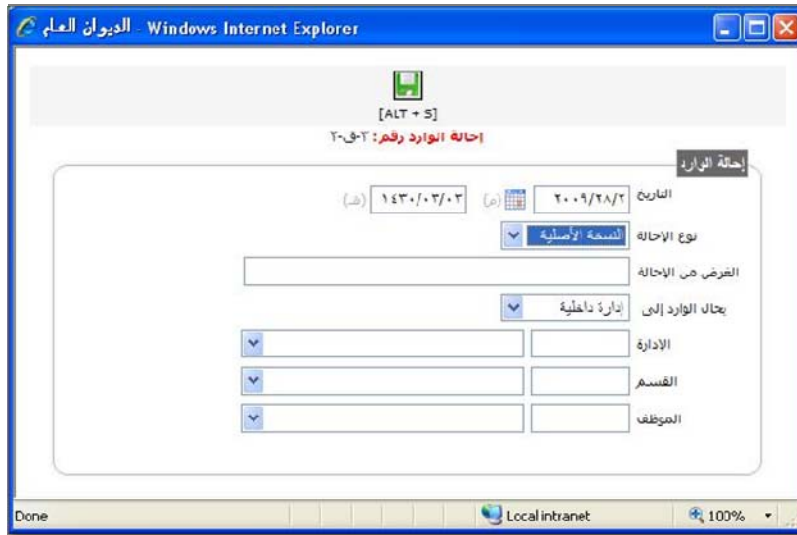 الديوان العام - Windows Internet Explorer
[ALT + S]
إحالة الوارد رقم: ٢-ق-٢
إحالة الوارد
التاريخ ٢٠٠٩/٢٨/٢ (م) ١٤٣٠/٠٣/٠٣ (هـ)
نوع الإحالة النسخة الأصلية
الغرض من الإحالة
يحال الوارد إلى إدارة داخلية
الإدارة
القسم
الموظف
Done Local intranet 100%